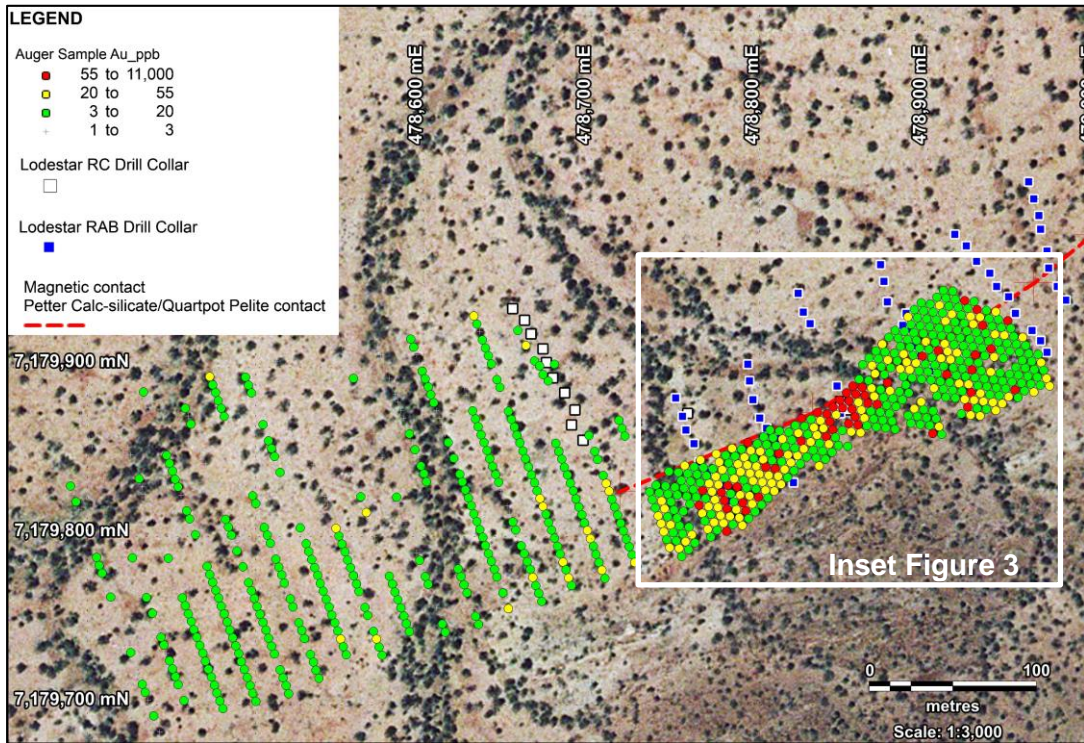 LEGEND
Auger Sample Au_ppb
55 to 11,000
20 to 55
3 to 20
1 to 3
Lodestar RC Drill Collar
Lodestar RAB Drill Collar
Magnetic contact
Petter Calc-silicate/Quartpot Pelite contact
478,600 mE
478,700 mE
478,800 mE
478,900 mE
7,179,900 mN
7,179,800 mN
7,179,700 mN
Inset Figure 3
0 100
metres
Scale: 1:3,000